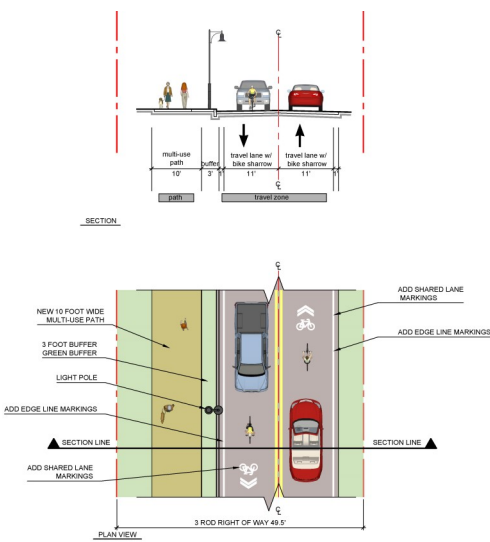 ℄
multi-use
path
10'
buffer
3'
1'
travel lane w/
bike sharrow
11'
travel lane w/
bike sharrow
11'
1'
℄
path
travel zone
SECTION
℄
NEW 10 FOOT WIDE
MULTI-USE PATH
3 FOOT BUFFER
GREEN BUFFER
LIGHT POLE
ADD EDGE LINE MARKINGS
SECTION LINE
ADD SHARED LANE
MARKINGS
ADD SHARED LANE
MARKINGS
ADD EDGE LINE MARKINGS
SECTION LINE
℄
3 ROD RIGHT OF WAY 49.5'
PLAN VIEW